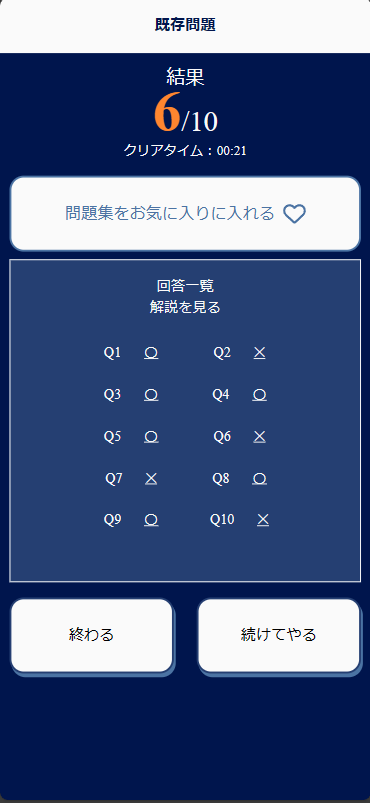 既存問題
結果
6/10
クリアタイム：00:21
問題集をお気に入りに入れる
回答一覧
解説を見る
Q1 〇 Q2 ×
Q3 〇 Q4 〇
Q5 〇 Q6 ×
Q7 × Q8 〇
Q9 〇 Q10 ×
終わる 続けてやる